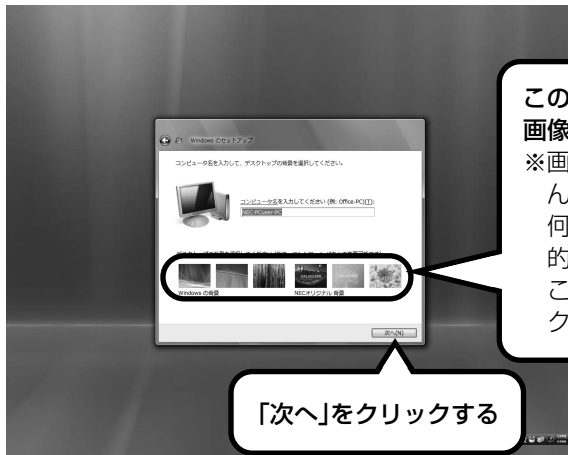 Windows のセットアップ
コンピュータ名を入力して、デスクトップの背景を選択してください。
コンピュータ名を入力してください (例: Office-PC)(T):
NEC-PCuser-PC
Windows の背景
NECオリジナル 背景
次へ(N)
この
画像
※画
ん
何
的
こ
ク
「次へ」をクリックする